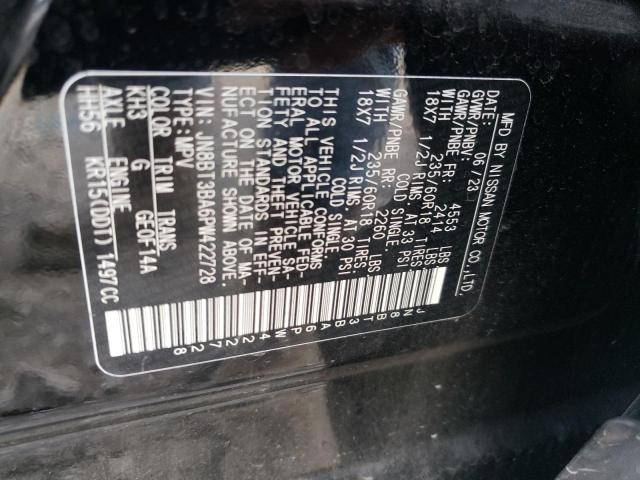 MFD BY NISSAN MOTOR CO.,LTD.
DATE: 06/23
GVWR/PNBV: 4553 LBS
GAWR/PNBE FR: 2414 LBS
235/60R18 TIRES
WITH
18X7 1/2J RIMS, AT 33 PSI
COLD SINGLE.
GAWR/PNBE RR: 2260 LBS
235/60R18 TIRES
WITH
18X7 1/2J RIMS, AT 30 PSI
COLD SINGLE.
THIS VEHICLE CONFORMS
TO ALL APPLICABLE FED-
ERAL MOTOR VEHICLE SA-
FETY AND THEFT PREVEN-
TION STANDARDS IN EFF-
ECT ON THE DATE OF MA-
NUFACTURE SHOWN ABOVE.
VIN: JN8BT3BA6PW422728
TYPE:MPV
COLOR TRIM TRANS
KH3 G GE0F14A
AXLE ENGINE
HH56 KR15(DDT) 1497CC
JN8BT3BA6PW422728